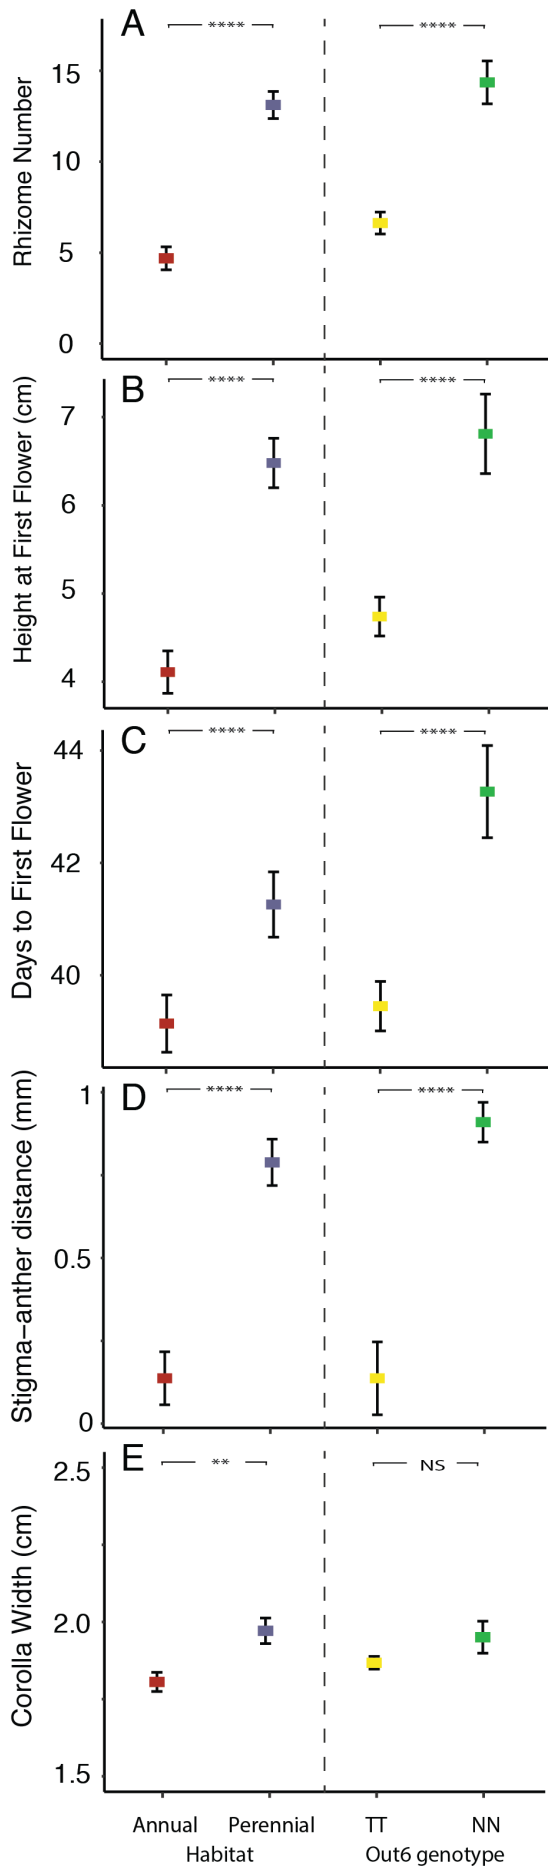 A
**** ****
Rhizome Number
15
10
5
0
B
**** ****
Height at First Flower (cm)
7
6
5
4
C
**** ****
Days to First Flower
44
42
40
D
**** ****
Stigma–anther distance (mm)
1
0.5
0
E
** NS
Corolla Width (cm)
2.5
2.0
1.5
Annual Perennial TT NN
Habitat Out6 genotype